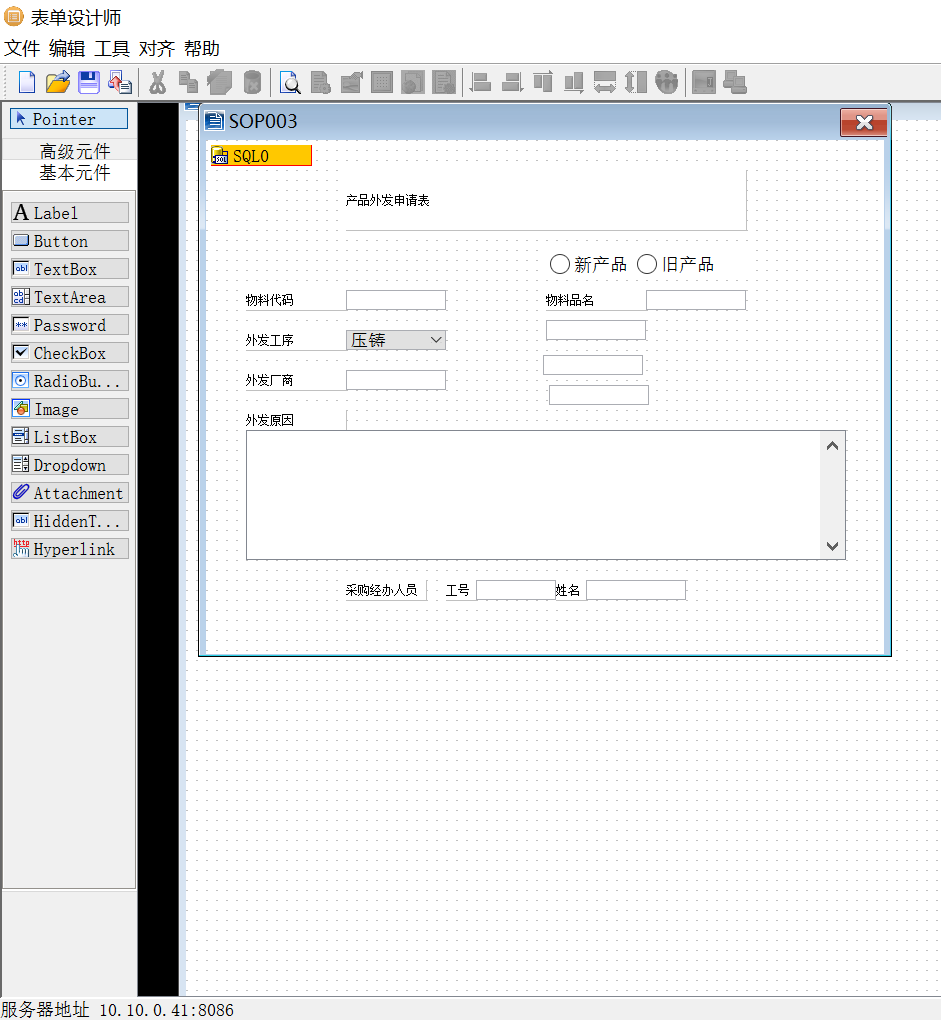 表单设计师
文件 编辑 工具 对齐 帮助
Pointer
高级元件
基本元件
Label
Button
TextBox
TextArea
Password
CheckBox
RadioBu...
Image
ListBox
Dropdown
Attachment
HiddenT...
Hyperlink
SOP003
SQL0
产品外发申请表
新产品 旧产品
物料代码 物料品名
外发工序 压铸
外发厂商
外发原因
采购经办人员 工号 姓名
服务器地址 10.10.0.41:8086